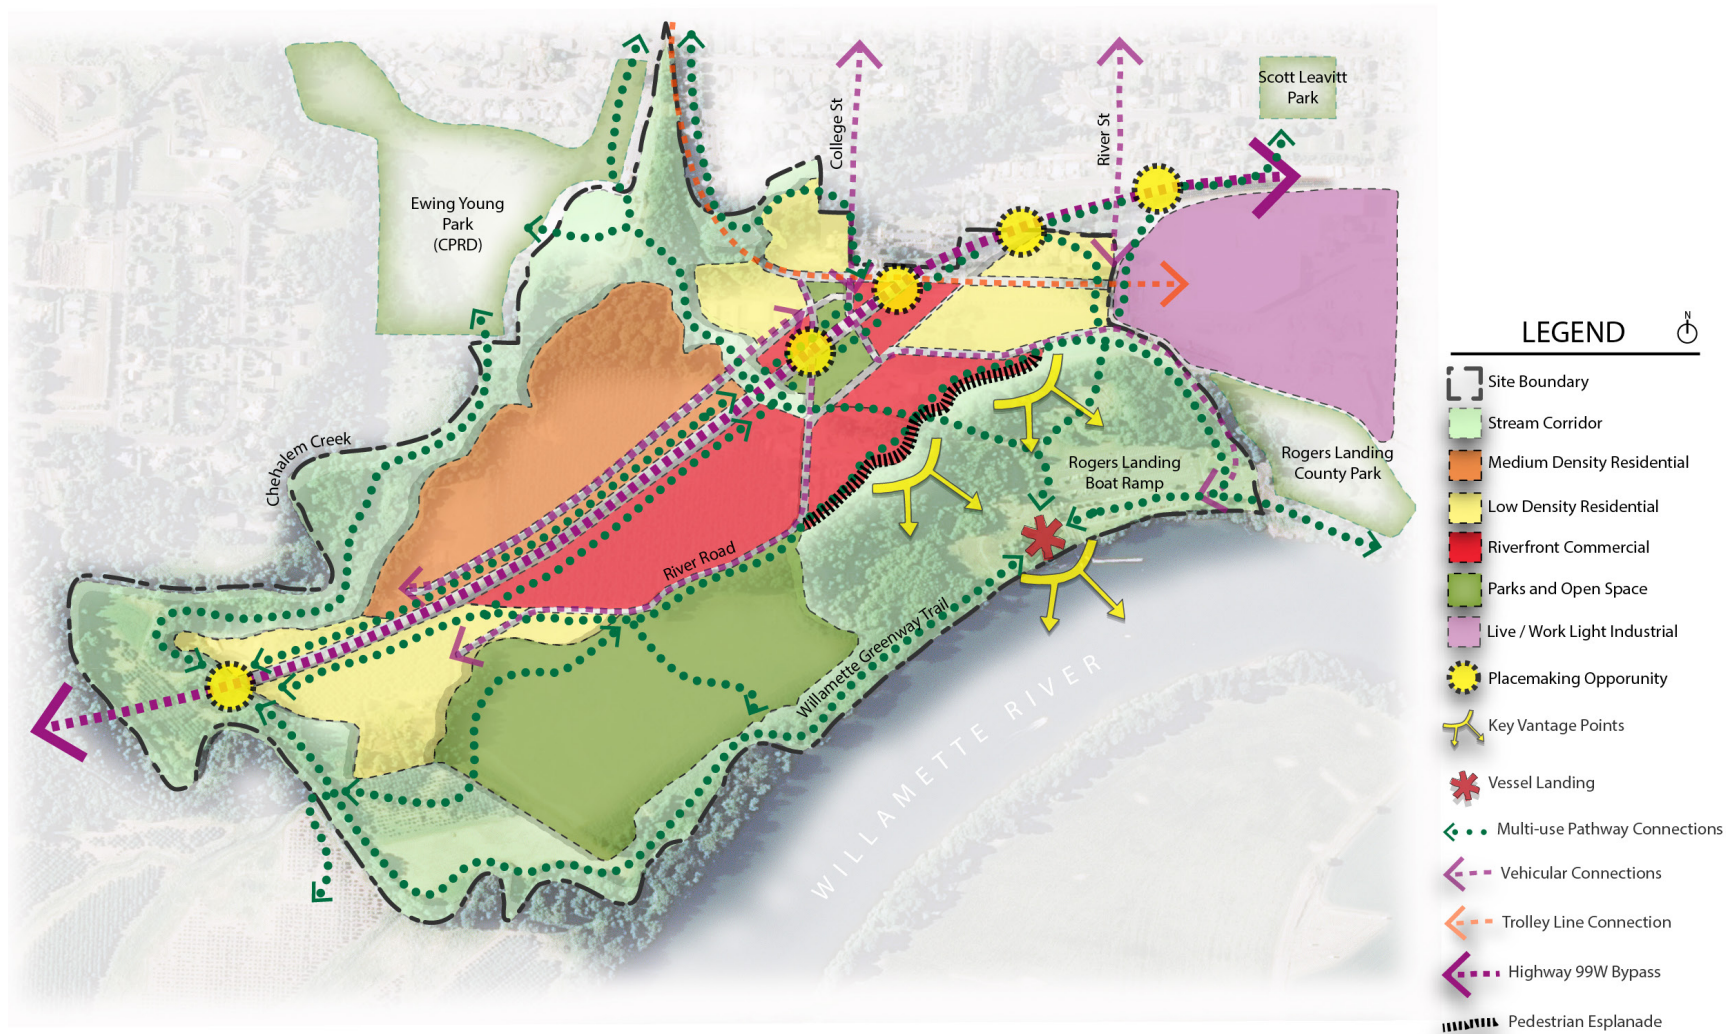 Scott Leavitt
Park
College St
River St
Ewing Young
Park
(CPRD)
Chehalem Creek
Rogers Landing
County Park
Rogers Landing
Boat Ramp
River Road
Willamette Greenway Trail
WILLAMETTE RIVER
LEGEND
N
Site Boundary
Stream Corridor
Medium Density Residential
Low Density Residential
Riverfront Commercial
Parks and Open Space
Live / Work Light Industrial
Placemaking Opporunity
Key Vantage Points
Vessel Landing
Multi-use Pathway Connections
Vehicular Connections
Trolley Line Connection
Highway 99W Bypass
Pedestrian Esplanade